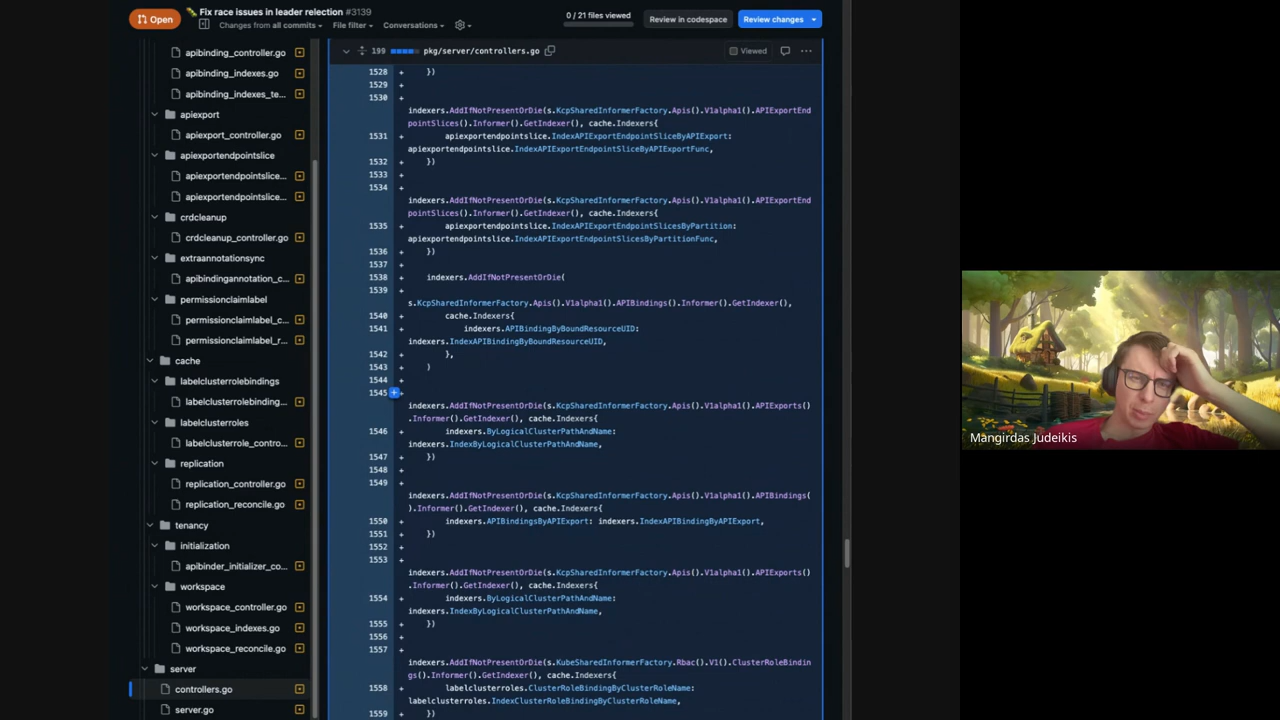 Open
Fix race issues in leader relection #3139
Changes from all commits
File filter
Conversations
0 / 21 files viewed
Review in codespace
Review changes
apibinding_controller.go
apibinding_indexes.go
apibinding_indexes_te...
apiexport
apiexport_controller.go
apiexportendpointslice
apiexportendpointslice...
apiexportendpointslice...
crdcleanup
crdcleanup_controller.go
extraannotationsync
apibindingannotation_c...
permissionclaimlabel
permissionclaimlabel_c...
permissionclaimlabel_r...
cache
labelclusterrolebindings
labelclusterrolebinding...
labelclusterroles
labelclusterrole_contro...
replication
replication_controller.go
replication_reconcile.go
tenancy
initialization
apibinder_initializer_co...
workspace
workspace_controller.go
workspace_indexes.go
workspace_reconcile.go
server
controllers.go
server.go
199 pkg/server/controllers.go
Viewed
1528 + })
1529 +
1530 +
indexers.AddIfNotPresentOrDie(s.KcpSharedInformerFactory.Apis().V1alpha1().APIExportEnd
pointSlices().Informer().GetIndexer(), cache.Indexers{
1531 + apiexportendpointslice.IndexAPIExportEndpointSliceByAPIExport:
apiexportendpointslice.IndexAPIExportEndpointSliceByAPIExportFunc,
1532 + })
1533 +
1534 +
indexers.AddIfNotPresentOrDie(s.KcpSharedInformerFactory.Apis().V1alpha1().APIExportEnd
pointSlices().Informer().GetIndexer(), cache.Indexers{
1535 + apiexportendpointslice.IndexAPIExportEndpointSlicesByPartition:
apiexportendpointslice.IndexAPIExportEndpointSlicesByPartitionFunc,
1536 + })
1537 +
1538 + indexers.AddIfNotPresentOrDie(
1539 +
s.KcpSharedInformerFactory.Apis().V1alpha1().APIBindings().Informer().GetIndexer(),
1540 + cache.Indexers{
1541 + indexers.APIBindingByBoundResourceUID:
indexers.IndexAPIBindingByBoundResourceUID,
1542 + },
1543 + )
1544 +
1545 +
indexers.AddIfNotPresentOrDie(s.KcpSharedInformerFactory.Apis().V1alpha1().APIExports()
.Informer().GetIndexer(), cache.Indexers{
1546 + indexers.ByLogicalClusterPathAndName:
indexers.IndexByLogicalClusterPathAndName,
1547 + })
1548 +
1549 +
indexers.AddIfNotPresentOrDie(s.KcpSharedInformerFactory.Apis().V1alpha1().APIBindings(
).Informer().GetIndexer(), cache.Indexers{
1550 + indexers.APIBindingsByAPIExport: indexers.IndexAPIBindingByAPIExport,
1551 + })
1552 +
1553 +
indexers.AddIfNotPresentOrDie(s.KcpSharedInformerFactory.Apis().V1alpha1().APIExports()
.Informer().GetIndexer(), cache.Indexers{
1554 + indexers.ByLogicalClusterPathAndName:
indexers.IndexByLogicalClusterPathAndName,
1555 + })
1556 +
1557 +
indexers.AddIfNotPresentOrDie(s.KubeSharedInformerFactory.Rbac().V1().ClusterRoleBindin
gs().Informer().GetIndexer(), cache.Indexers{
1558 + labelclusterroles.ClusterRoleBindingByClusterRoleName:
labelclusterroles.IndexClusterRoleBindingByClusterRoleName,
1559 + })
Mangirdas Judeikis